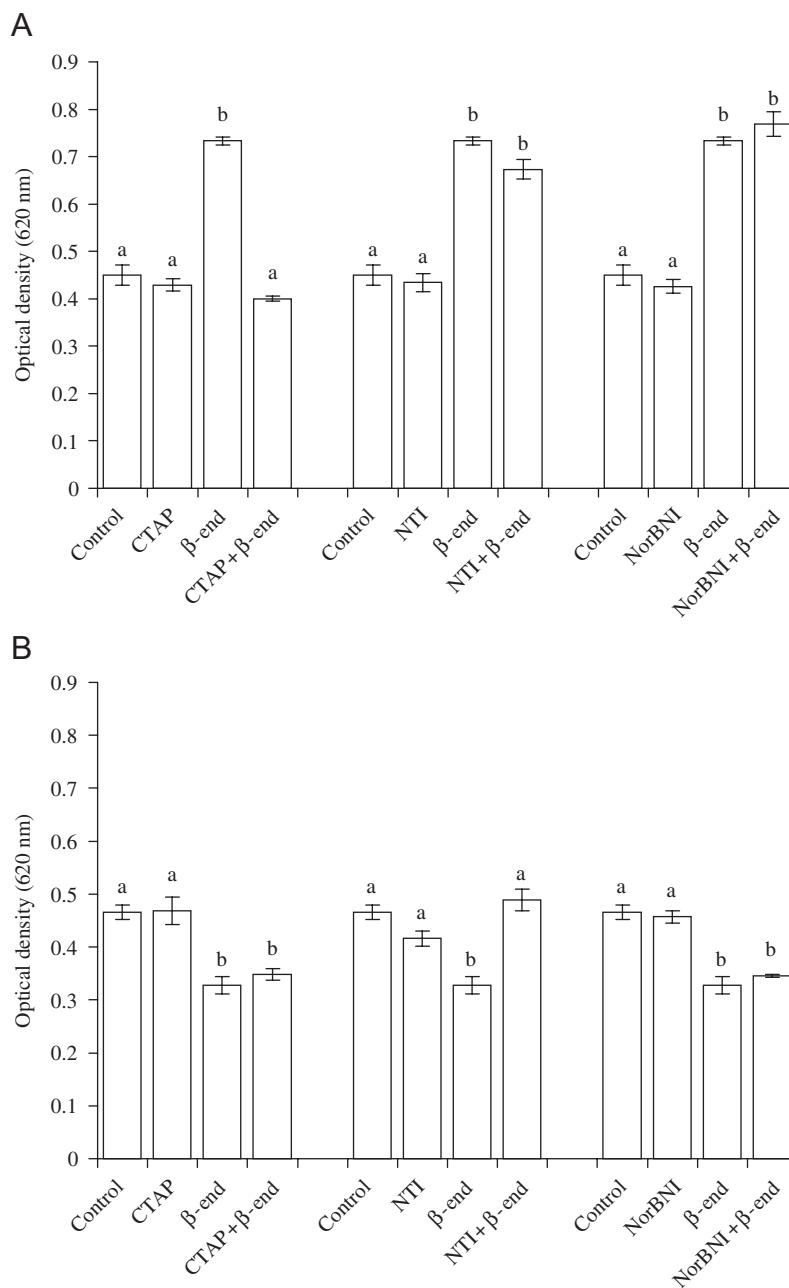 A
Optical density (620 nm)
0.9
0.8
0.7
0.6
0.5
0.4
0.3
0.2
0.1
0
a
a
b
a
a
a
b
b
a
a
b
b
Control
CTAP
β-end
CTAP+β-end
Control
NTI
β-end
NTI+β-end
Control
NorBNI
β-end
NorBNI+β-end
B
Optical density (620 nm)
0.9
0.8
0.7
0.6
0.5
0.4
0.3
0.2
0.1
0
a
a
b
b
a
a
b
a
a
a
b
b
Control
CTAP
β-end
CTAP+β-end
Control
NTI
β-end
NTI+β-end
Control
NorBNI
β-end
NorBNI+β-end